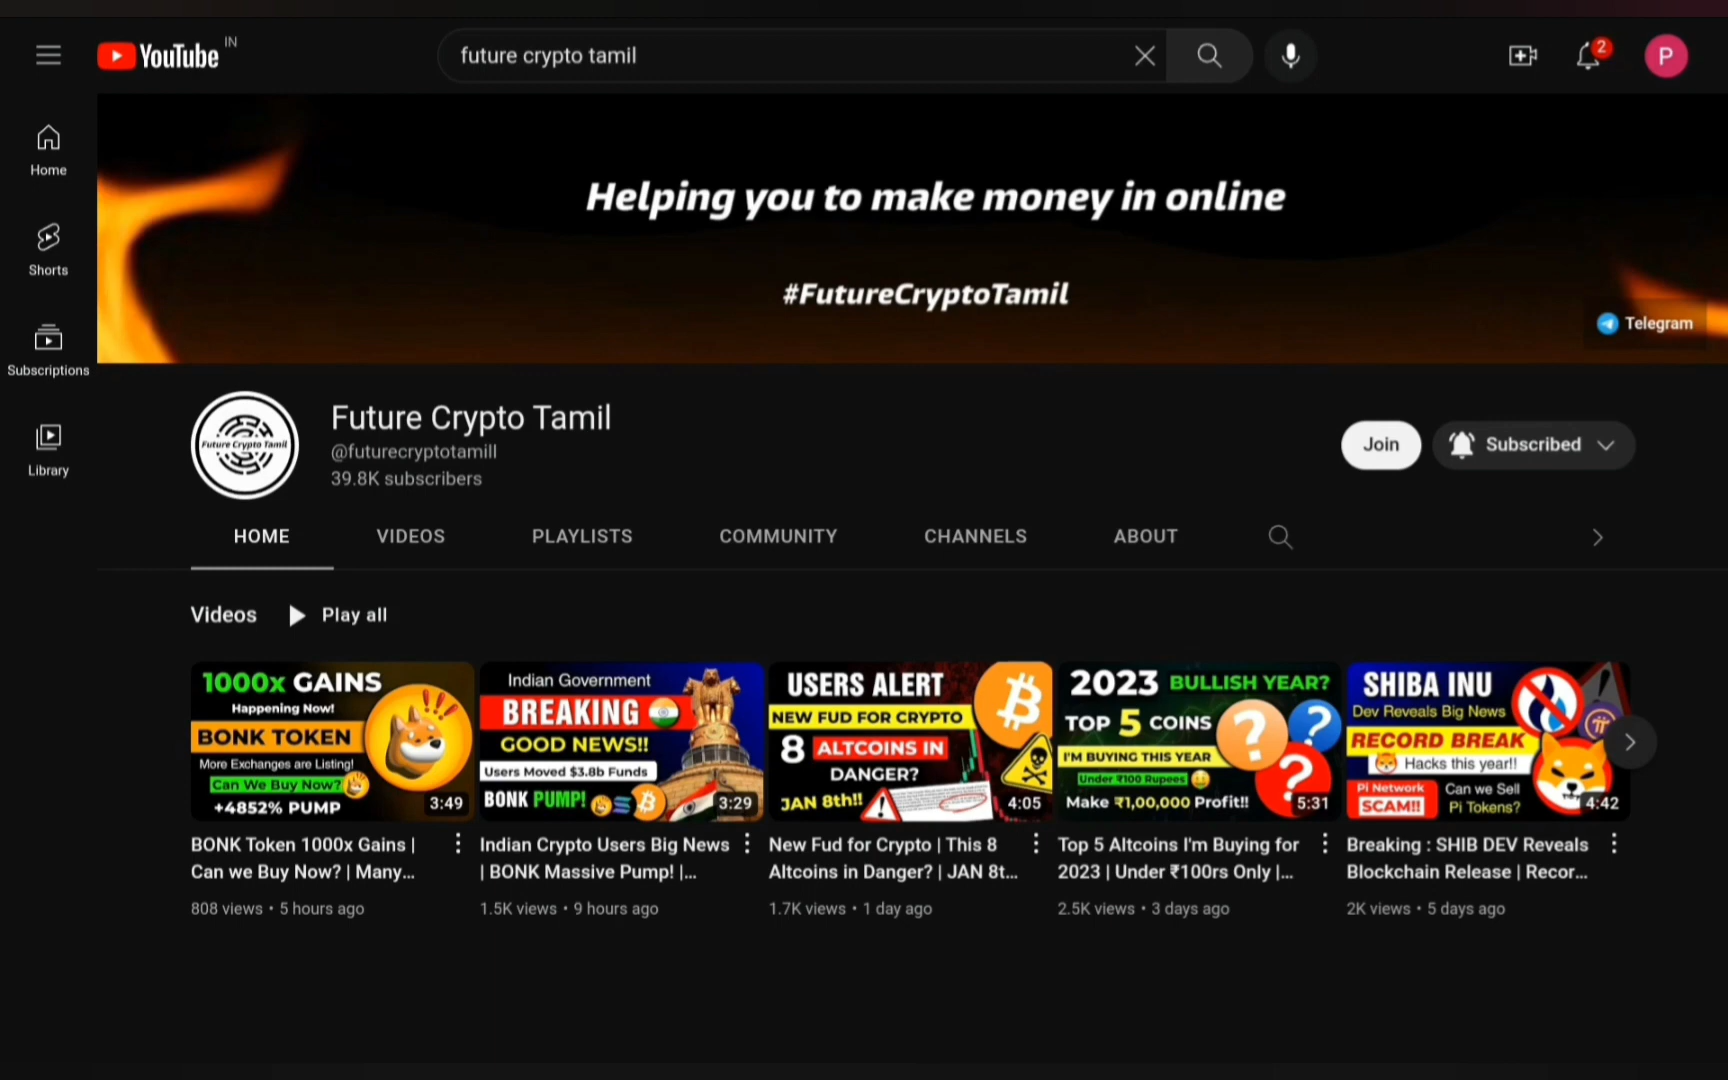 YouTube IN
future crypto tamil
2
P
Home
Shorts
Subscriptions
Library
Helping you to make money in online
#FutureCryptoTamil
Telegram
Future Crypto Tamil
Future Crypto Tamil
@futurecryptotamill
39.8K subscribers
Join
Subscribed
HOME
VIDEOS
PLAYLISTS
COMMUNITY
CHANNELS
ABOUT
Videos
Play all
1000x GAINS
Happening Now!
BONK TOKEN
More Exchanges are Listing!
Can We Buy Now?
+4852% PUMP
3:49
BONK Token 1000x Gains |
Can we Buy Now? | Many...
808 views • 5 hours ago
Indian Government
BREAKING
GOOD NEWS!!
Users Moved $3.8b Funds
BONK PUMP!
3:29
Indian Crypto Users Big News
| BONK Massive Pump! |...
1.5K views • 9 hours ago
USERS ALERT
NEW FUD FOR CRYPTO
8 ALTCOINS IN
DANGER?
JAN 8th!!
4:05
New Fud for Crypto | This 8
Altcoins in Danger? | JAN 8t...
1.7K views • 1 day ago
2023 BULLISH YEAR?
TOP 5 COINS
I'M BUYING THIS YEAR
Under ₹100 Rupees
Make ₹1,00,000 Profit!!
5:31
Top 5 Altcoins I'm Buying for
2023 | Under ₹100rs Only |...
2.5K views • 3 days ago
SHIBA INU
Dev Reveals Big News
RECORD BREAK
Hacks this year!!
Pi Network
SCAM!!
Can we Sell
Pi Tokens?
4:42
Breaking : SHIB DEV Reveals
Blockchain Release | Recor...
2K views • 5 days ago